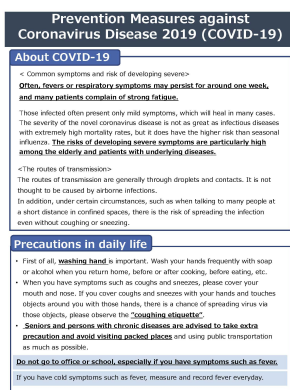 Prevention Measures against
Coronavirus Disease 2019 (COVID-19)
About COVID-19
< Common symptoms and risk of developing severe>
Often, fevers or respiratory symptoms may persist for around one week,
and many patients complain of strong fatigue.
Those infected often present only mild symptoms, which will heal in many cases.
The severity of the novel coronavirus disease is not as great as infectious diseases
with extremely high mortality rates, but it does have the higher risk than seasonal
influenza. The risks of developing severe symptoms are particularly high
among the elderly and patients with underlying diseases.
<The routes of transmission>
The routes of transmission are generally through droplets and contacts. It is not
thought to be caused by airborne infections.
In addition, under certain circumstances, such as when talking to many people at
a short distance in confined spaces, there is the risk of spreading the infection
even without coughing or sneezing.
Precautions in daily life
• First of all, washing hand is important. Wash your hands frequently with soap
or alcohol when you return home, before or after cooking, before eating, etc.
• When you have symptoms such as coughs and sneezes, please cover your
mouth and nose. If you cover coughs and sneezes with your hands and touches
objects around you with those hands, there is a chance of spreading virus via
those objects, please observe the "coughing etiquette".
• Seniors and persons with chronic diseases are advised to take extra
precaution and avoid visiting packed places and using public transportation
as much as possible.
Do not go to office or school, especially if you have symptoms such as fever.
If you have cold symptoms such as fever, measure and record fever everyday.